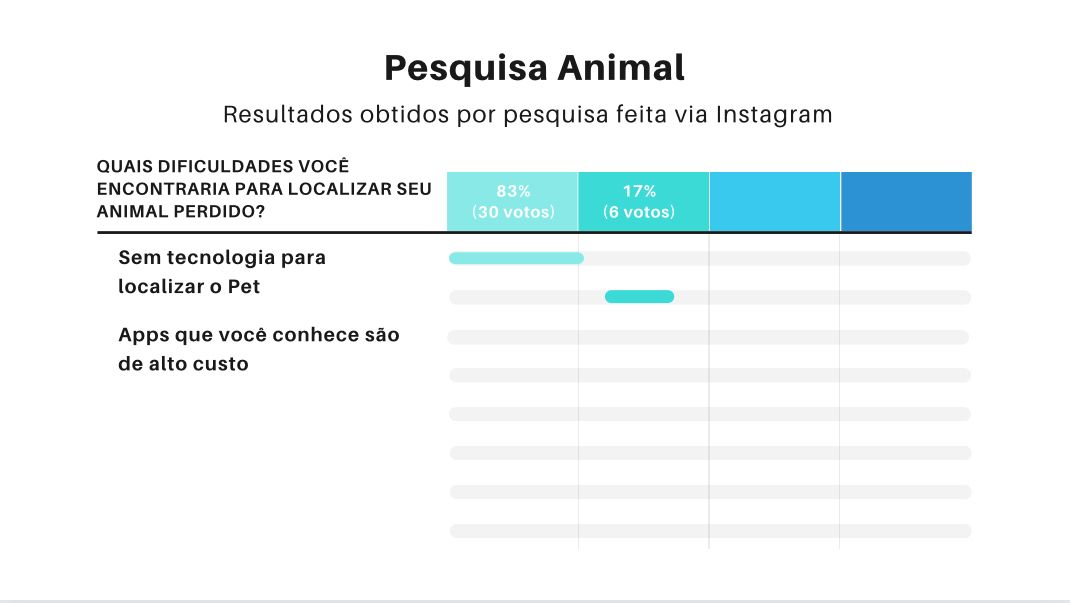 Pesquisa Animal
Resultados obtidos por pesquisa feita via Instagram
QUAIS DIFICULDADES VOCÊ
ENCONTRARIA PARA LOCALIZAR SEU
ANIMAL PERDIDO?
83%
(30 votos)
17%
(6 votos)
Sem tecnologia para
localizar o Pet
Apps que você conhece são
de alto custo